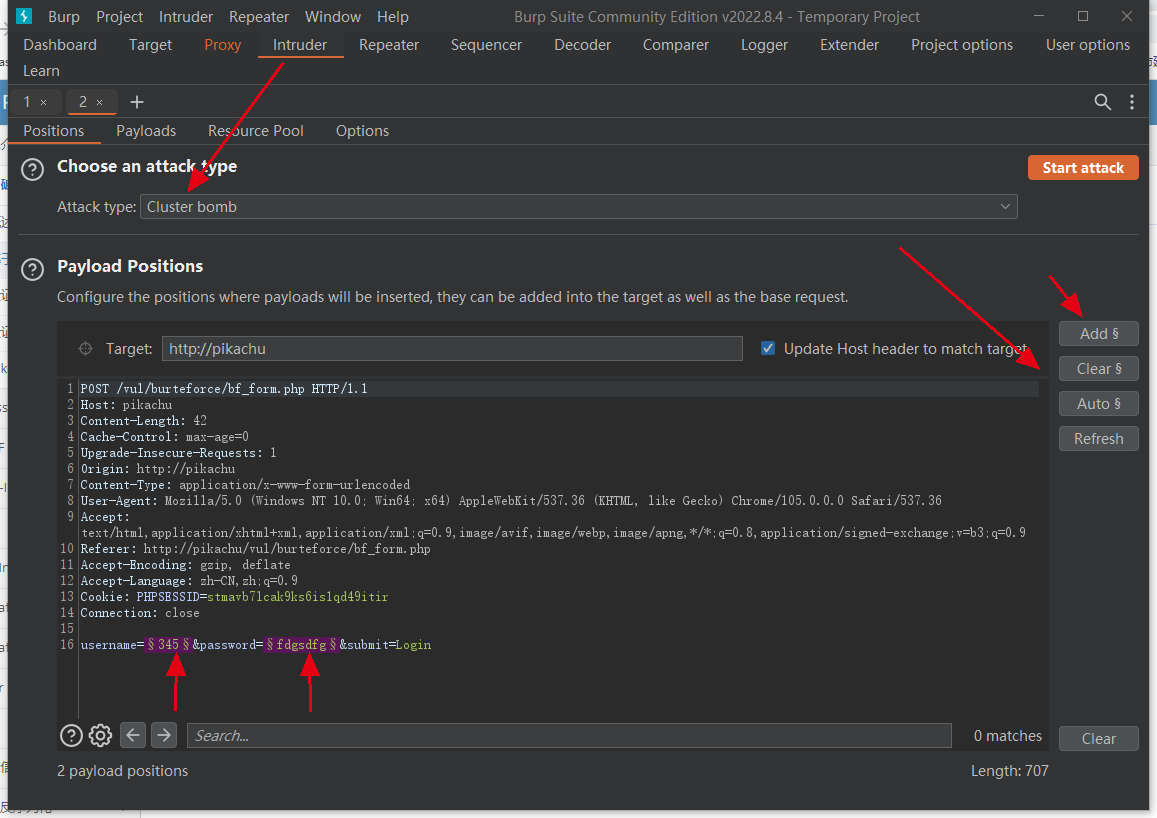 Burp Project Intruder Repeater Window Help Burp Suite Community Edition v2022.8.4 - Temporary Project
Dashboard Target Proxy Intruder Repeater Sequencer Decoder Comparer Logger Extender Project options User options
Learn
1 × 2 × +
Positions Payloads Resource Pool Options
? Choose an attack type
Start attack
Attack type: Cluster bomb
? Payload Positions
Configure the positions where payloads will be inserted, they can be added into the target as well as the base request.
Add §
Target: http://pikachu Update Host header to match target
Clear §
Auto §
Refresh
1 POST /vul/burteforce/bf_form.php HTTP/1.1
2 Host: pikachu
3 Content-Length: 42
4 Cache-Control: max-age=0
5 Upgrade-Insecure-Requests: 1
6 Origin: http://pikachu
7 Content-Type: application/x-www-form-urlencoded
8 User-Agent: Mozilla/5.0 (Windows NT 10.0; Win64; x64) AppleWebKit/537.36 (KHTML, like Gecko) Chrome/105.0.0.0 Safari/537.36
9 Accept:
text/html,application/xhtml+xml,application/xml;q=0.9,image/avif,image/webp,image/apng,*/*;q=0.8,application/signed-exchange;v=b3;q=0.9
10 Referer: http://pikachu/vul/burteforce/bf_form.php
11 Accept-Encoding: gzip, deflate
12 Accept-Language: zh-CN,zh;q=0.9
13 Cookie: PHPSESSID=stmavb7lcak9ks6is1qd49itir
14 Connection: close
15
16 username=§345§&password=§fdgsdfg§&submit=Login
? Search... 0 matches
Clear
2 payload positions Length: 707